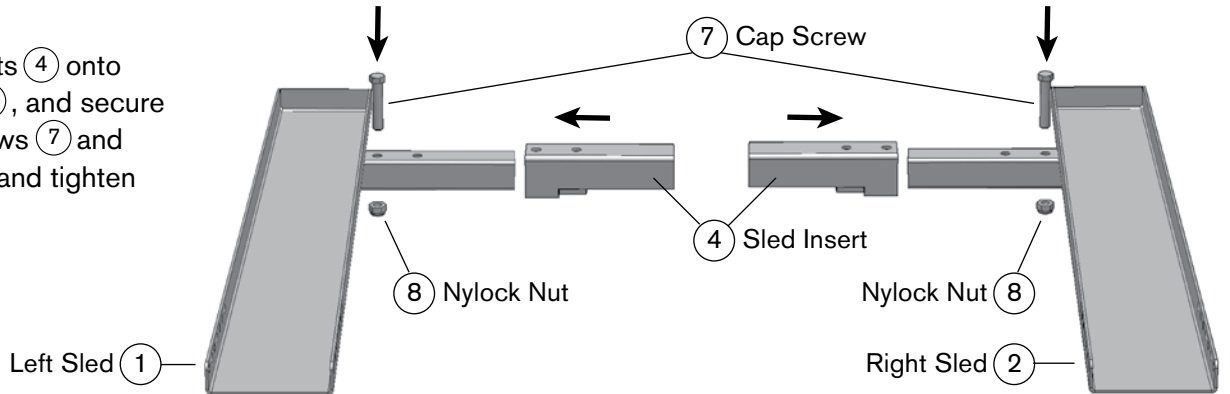 ts 4 onto
, and secure
ws 7 and
and tighten
7 Cap Screw
4 Sled Insert
8 Nylock Nut
Nylock Nut 8
Left Sled 1
Right Sled 2